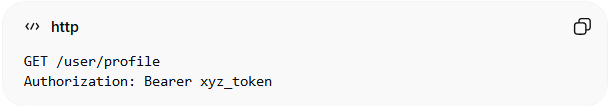 http
GET /user/profile
Authorization: Bearer xyz_token